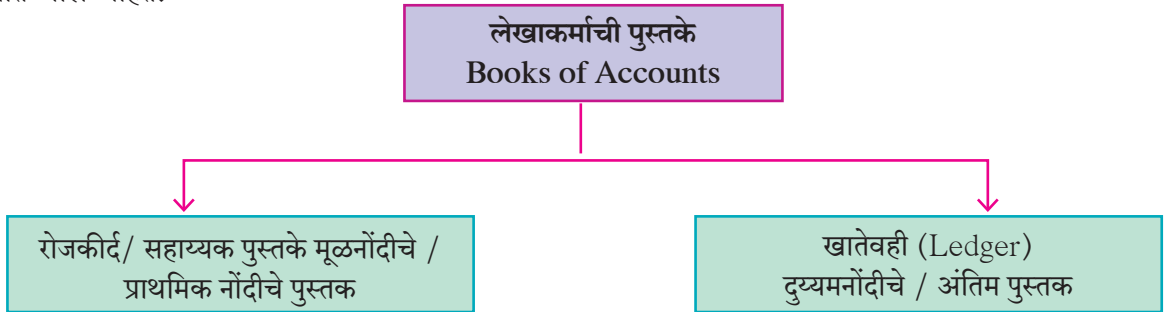 लेखाकर्माची पुस्तके
Books of Accounts
रोजकीर्द/ सहाय्यक पुस्तके मूळनोंदीचे /
प्राथमिक नोंदीचे पुस्तक
खातेवही (Ledger)
दुय्यमनोंदीचे / अंतिम पुस्तक